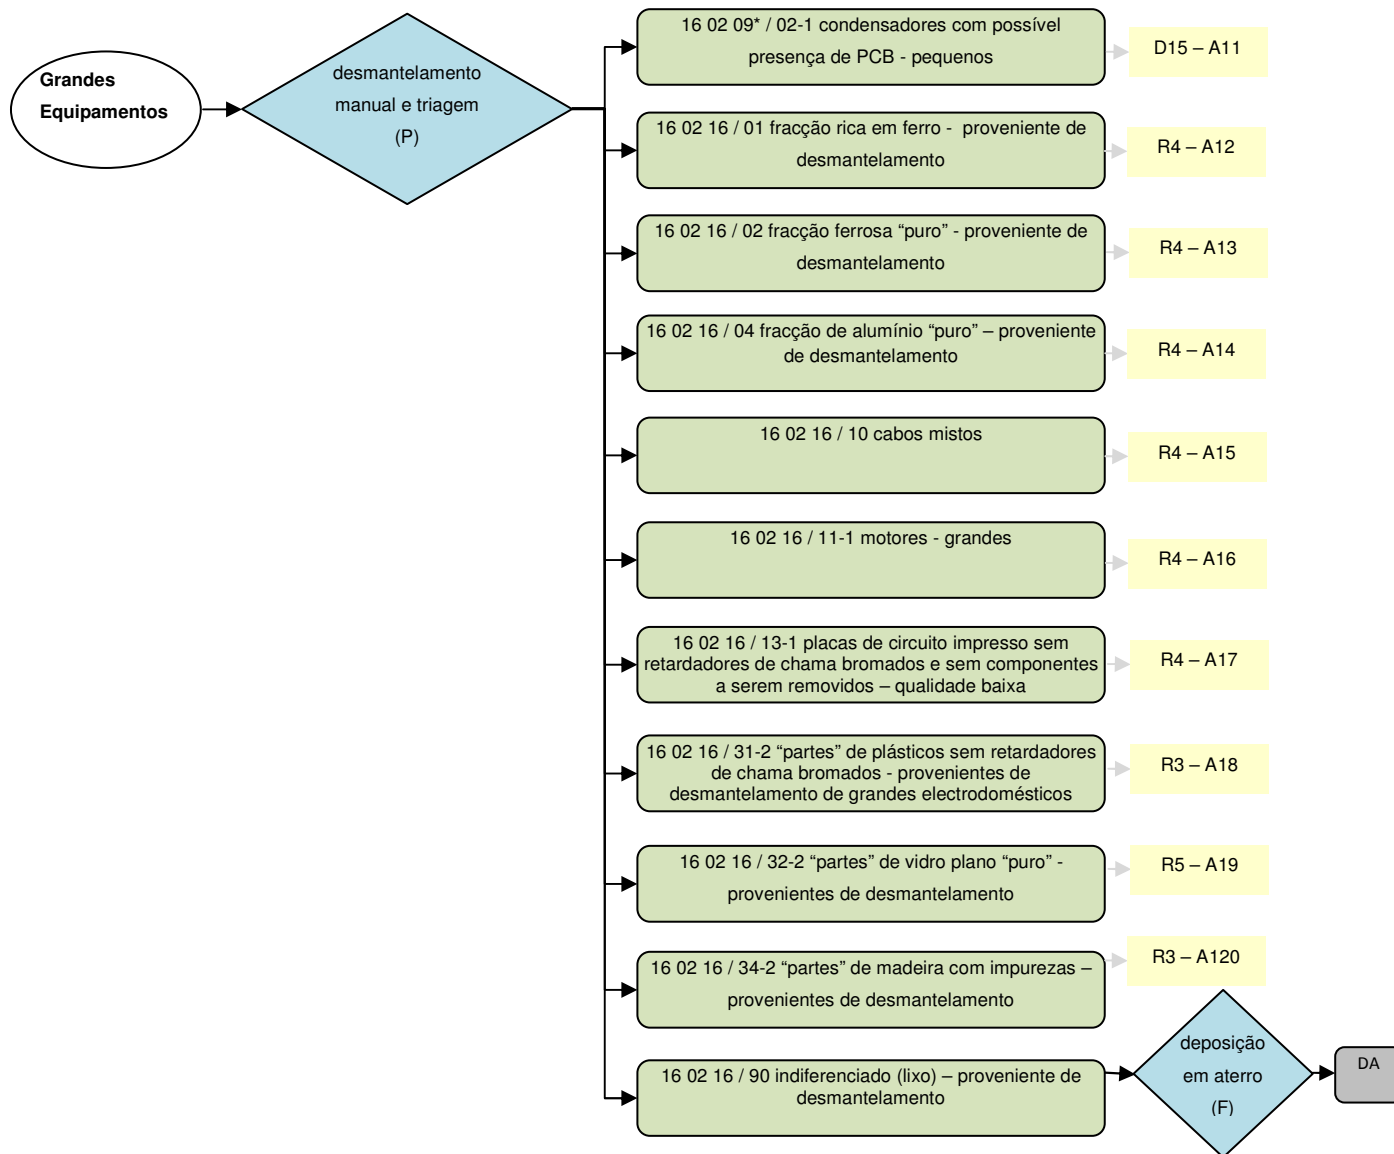 Grandes
Equipamentos
desmantelamento
manual e triagem
(P)
16 02 09* / 02-1 condensadores com possível
presença de PCB - pequenos
D15 – A11
16 02 16 / 01 fracção rica em ferro - proveniente de
desmantelamento
R4 – A12
16 02 16 / 02 fracção ferrosa “puro” - proveniente de
desmantelamento
R4 – A13
16 02 16 / 04 fracção de alumínio “puro” – proveniente
de desmantelamento
R4 – A14
16 02 16 / 10 cabos mistos
R4 – A15
16 02 16 / 11-1 motores - grandes
R4 – A16
16 02 16 / 13-1 placas de circuito impresso sem
retardadores de chama bromados e sem componentes
a serem removidos – qualidade baixa
R4 – A17
16 02 16 / 31-2 “partes” de plásticos sem retardadores
de chama bromados - provenientes de
desmantelamento de grandes electrodomésticos
R3 – A18
16 02 16 / 32-2 “partes” de vidro plano “puro” -
provenientes de desmantelamento
R5 – A19
16 02 16 / 34-2 “partes” de madeira com impurezas –
provenientes de desmantelamento
R3 – A120
16 02 16 / 90 indiferenciado (lixo) – proveniente de
desmantelamento
deposição
em aterro
(F)
DA